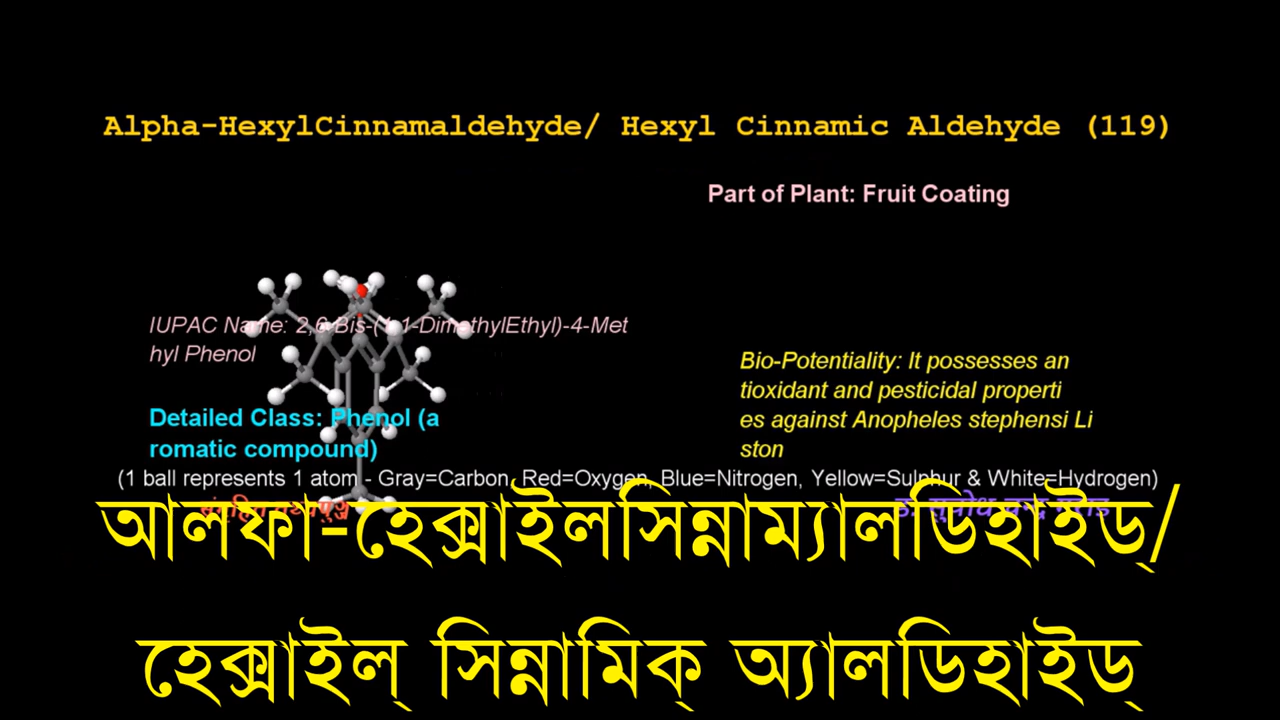 Alpha-HexylCinnamaldehyde/ Hexyl Cinnamic Aldehyde (119)
Part of Plant: Fruit Coating
IUPAC Name: 2,6-Bis-(1,1-DimethylEthyl)-4-Met
hyl Phenol
Detailed Class: Phenol (a
romatic compound)
Bio-Potentiality: It possesses an
tioxidant and pesticidal properti
es against Anopheles stephensi Li
ston
(1 ball represents 1 atom - Gray=Carbon, Red=Oxygen, Blue=Nitrogen, Yellow=Sulphur & White=Hydrogen)
আলফা-হেক্সাইলসিন্নাম্যালডিহাইড্/
হেক্সাইল্ সিন্নামিক্ অ্যালডিহাইড্